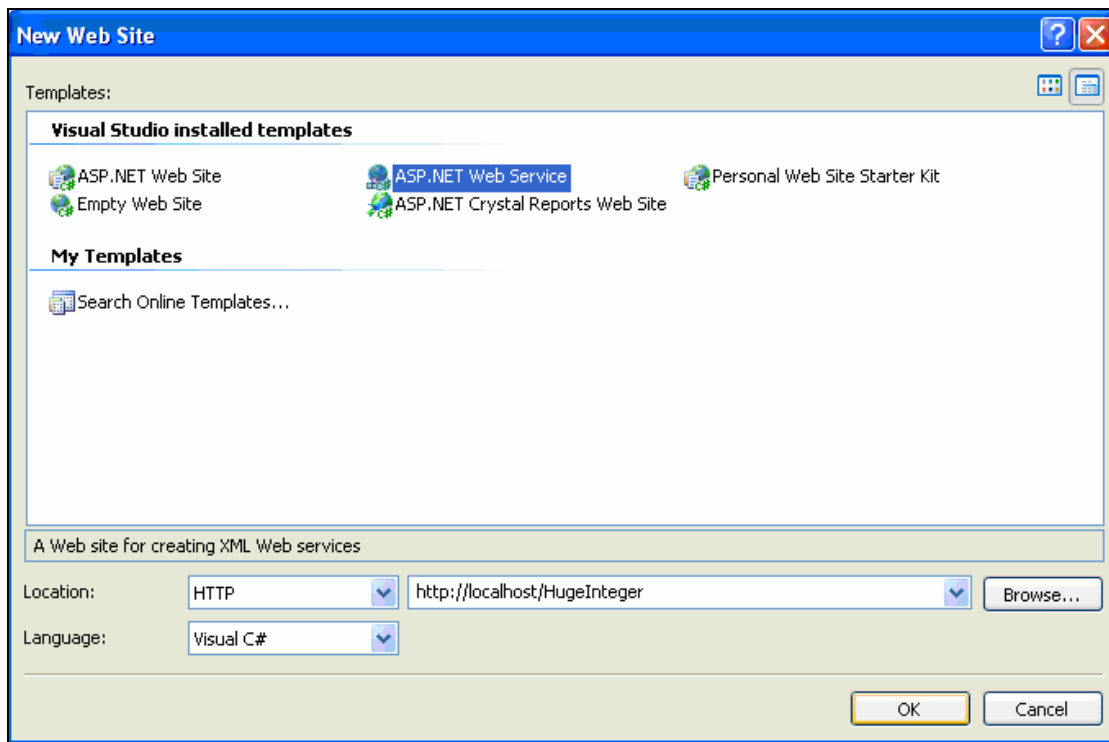 New Web Site
Templates:
Visual Studio installed templates
ASP.NET Web Site ASP.NET Web Service Personal Web Site Starter Kit
Empty Web Site ASP.NET Crystal Reports Web Site
My Templates
Search Online Templates...
A Web site for creating XML Web services
Location: HTTP http://localhost/HugeInteger Browse...
Language: Visual C#
OK Cancel